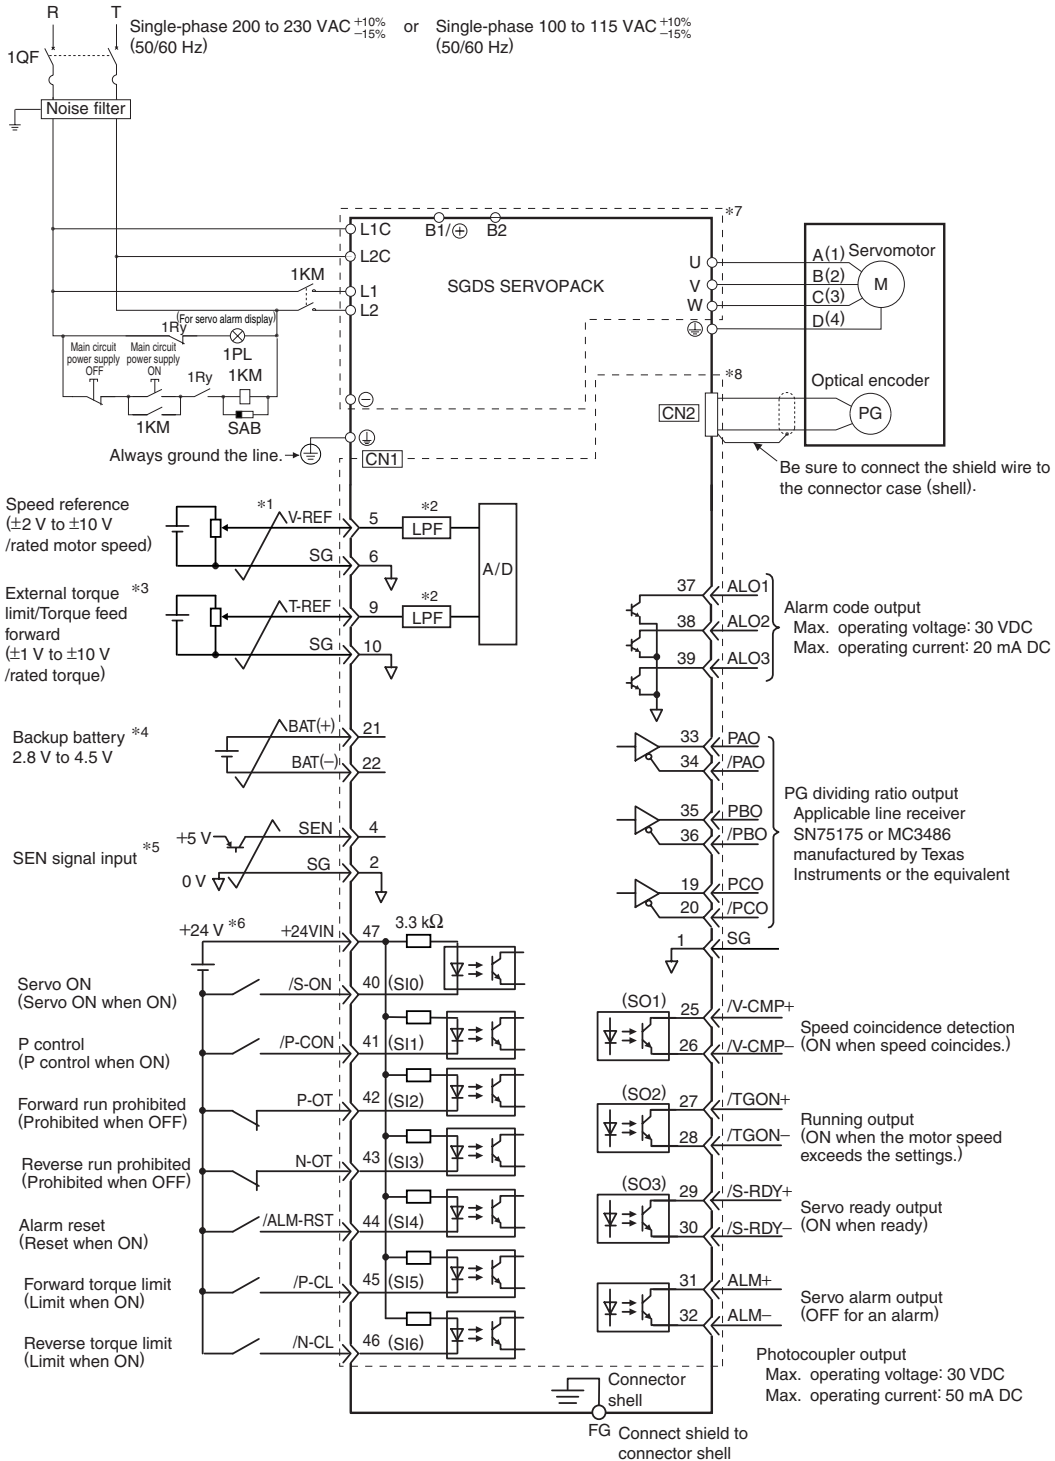 R T
Single-phase 200 to 230 VAC +10% −15% or Single-phase 100 to 115 VAC +10% −15%
(50/60 Hz) (50/60 Hz)
1QF
Noise filter
*7
L1C
B1/⊕ B2
L2C
SGDS SERVOPACK
1KM
L1
L2
U
V
W
A(1)
B(2)
C(3)
D(4)
Servomotor
M
(For servo alarm display)
1Ry
1PL
Main circuit
power supply
OFF
Main circuit
power supply
ON
1Ry
1KM
1KM
SAB
*8
Optical encoder
CN2
PG
Always ground the line.
CN1
Be sure to connect the shield wire to
the connector case (shell).
Speed reference
(±2 V to ±10 V
/rated motor speed)
*1
V-REF
5
*2
LPF
SG
6
A/D
External torque *3
limit/Torque feed
forward
(±1 V to ±10 V
/rated torque)
T-REF
9
*2
LPF
SG
10
37 ALO1
38 ALO2
39 ALO3
Alarm code output
Max. operating voltage: 30 VDC
Max. operating current: 20 mA DC
Backup battery *4
2.8 V to 4.5 V
BAT(+) 21
BAT(−) 22
33 PAO
34 /PAO
35 PBO
36 /PBO
19 PCO
20 /PCO
1 SG
PG dividing ratio output
Applicable line receiver
SN75175 or MC3486
manufactured by Texas
Instruments or the equivalent
SEN signal input *5
+5 V
SEN 4
SG 2
0 V
+24 V *6
+24VIN 47
3.3 kΩ
Servo ON
(Servo ON when ON)
/S-ON 40 (SI0)
P control
(P control when ON)
/P-CON 41 (SI1)
Forward run prohibited
(Prohibited when OFF)
P-OT 42 (SI2)
Reverse run prohibited
(Prohibited when OFF)
N-OT 43 (SI3)
Alarm reset
(Reset when ON)
/ALM-RST 44 (SI4)
Forward torque limit
(Limit when ON)
/P-CL 45 (SI5)
Reverse torque limit
(Limit when ON)
/N-CL 46 (SI6)
(SO1)
25 /V-CMP+
26 /V-CMP−
Speed coincidence detection
(ON when speed coincides.)
(SO2)
27 /TGON+
28 /TGON−
Running output
(ON when the motor speed
exceeds the settings.)
(SO3)
29 /S-RDY+
30 /S-RDY−
Servo ready output
(ON when ready)
31 ALM+
32 ALM−
Servo alarm output
(OFF for an alarm)
Photocoupler output
Max. operating voltage: 30 VDC
Max. operating current: 50 mA DC
Connector
shell
FG Connect shield to
connector shell